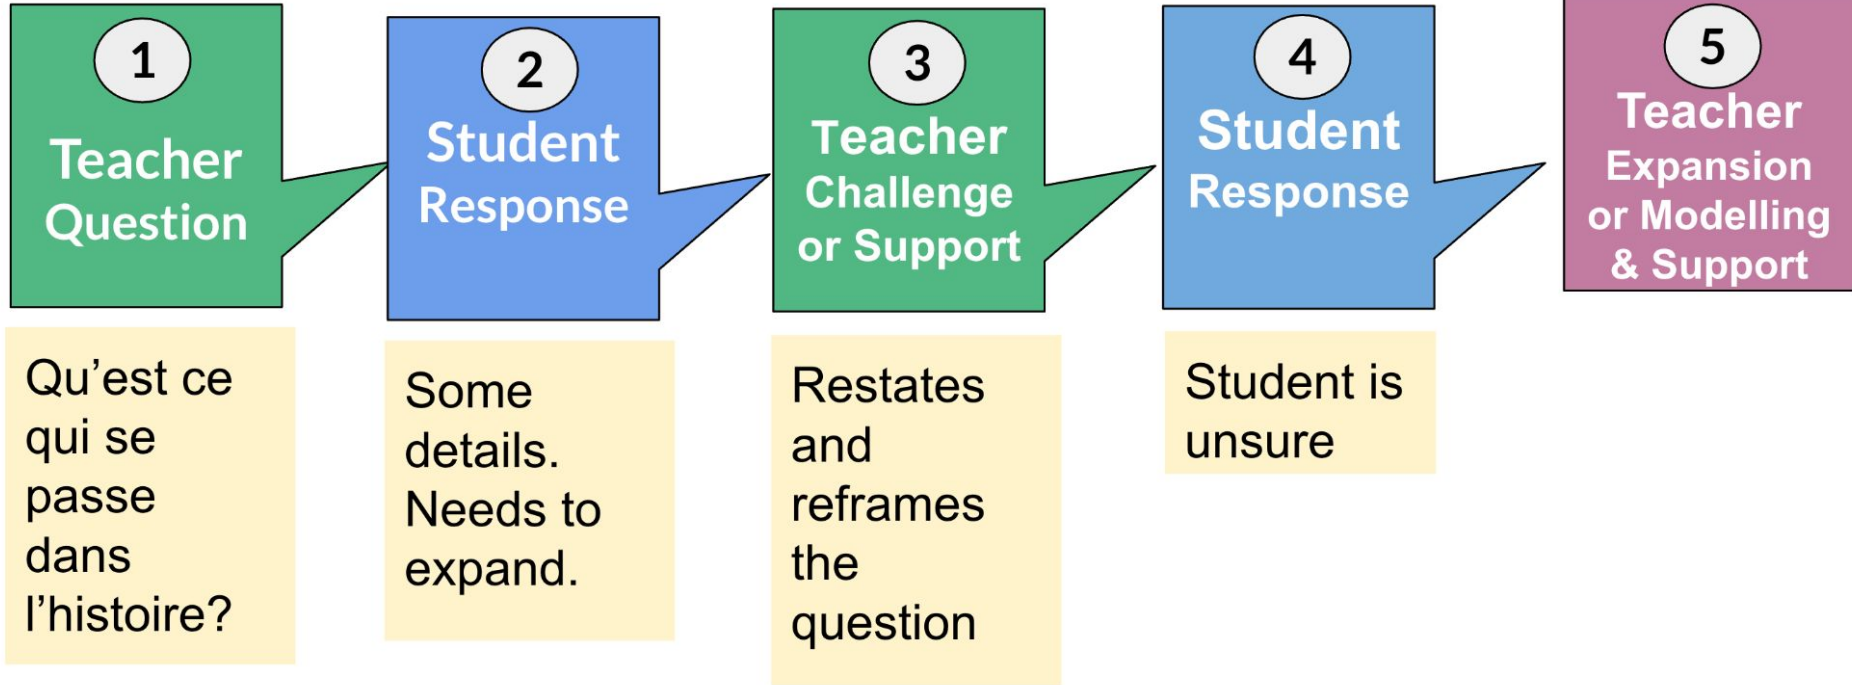 1
Teacher
Question
2
Student
Response
3
Teacher
Challenge
or Support
4
Student
Response
5
Teacher
Expansion
or Modelling
& Support
Qu’est ce
qui se
passe
dans
l’histoire?
Some
details.
Needs to
expand.
Restates
and
reframes
the
question
Student is
unsure